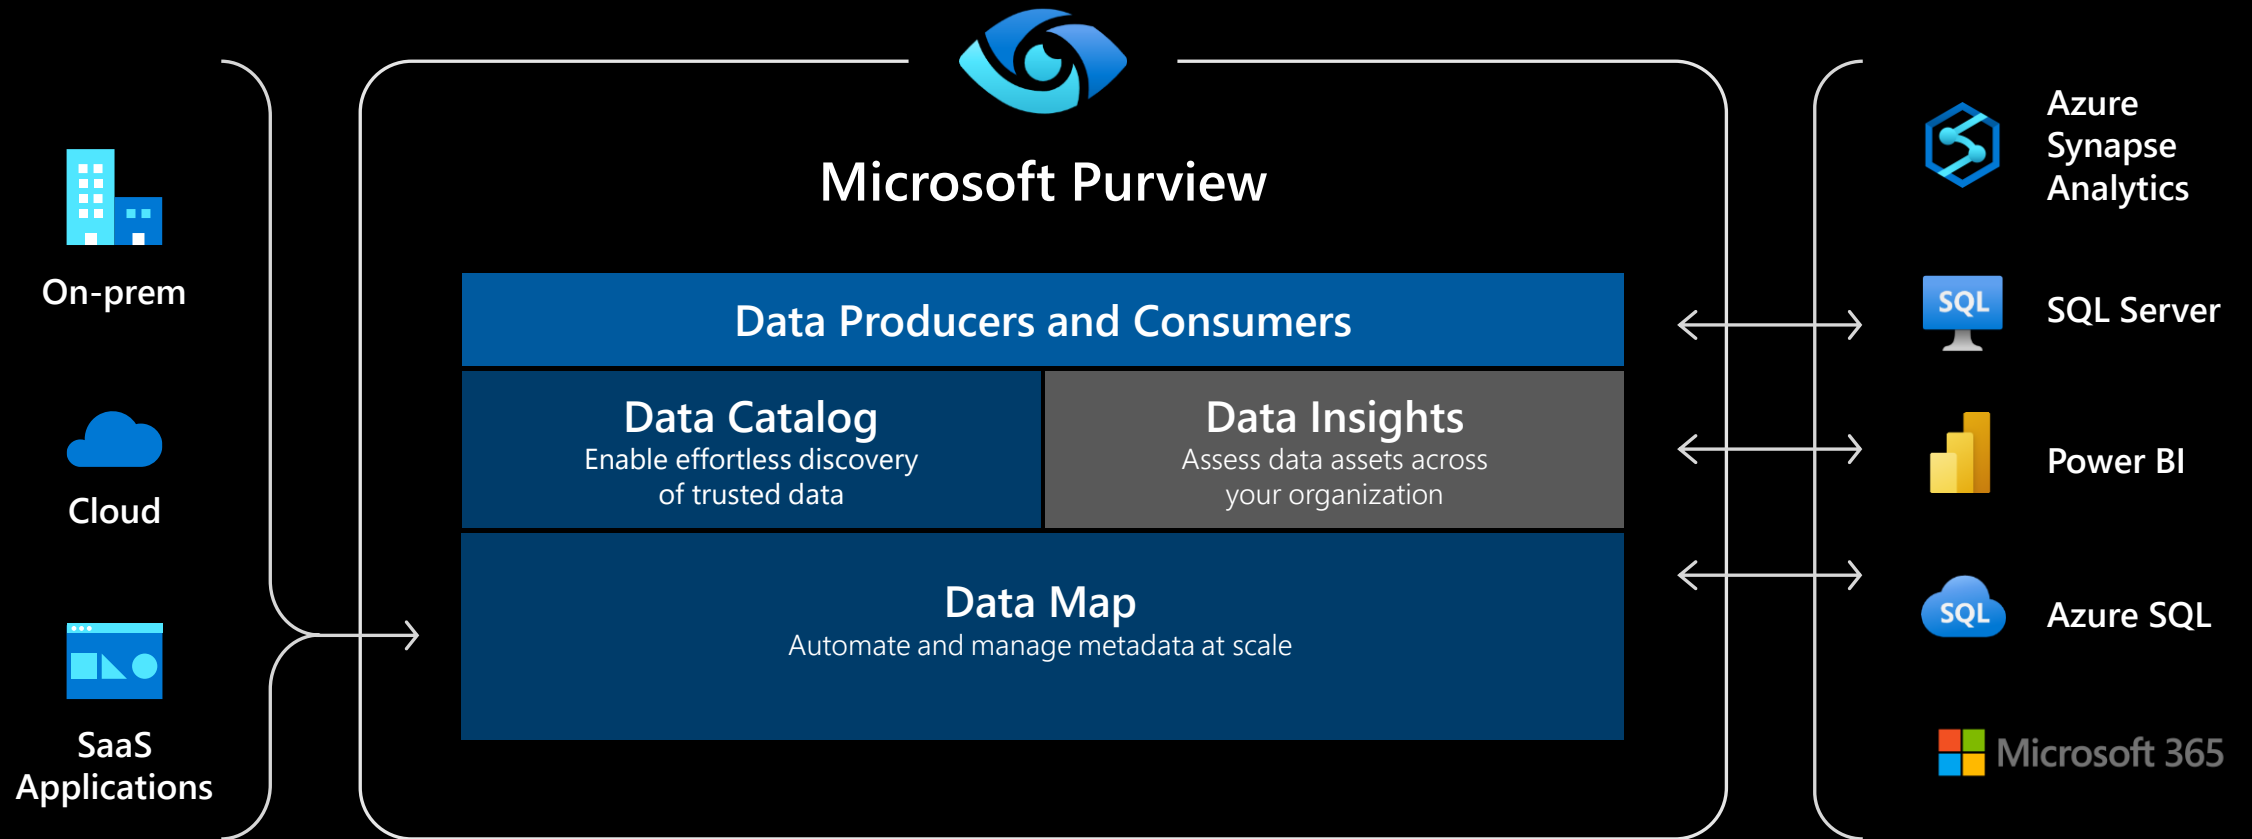 Microsoft Purview
On-prem
Cloud
SaaS
Applications
Data Producers and Consumers
Data Catalog
Enable effortless discovery
of trusted data
Data Insights
Assess data assets across
your organization
Data Map
Automate and manage metadata at scale
Azure
Synapse
Analytics
SQL
SQL Server
Power BI
SQL
Azure SQL
Microsoft 365